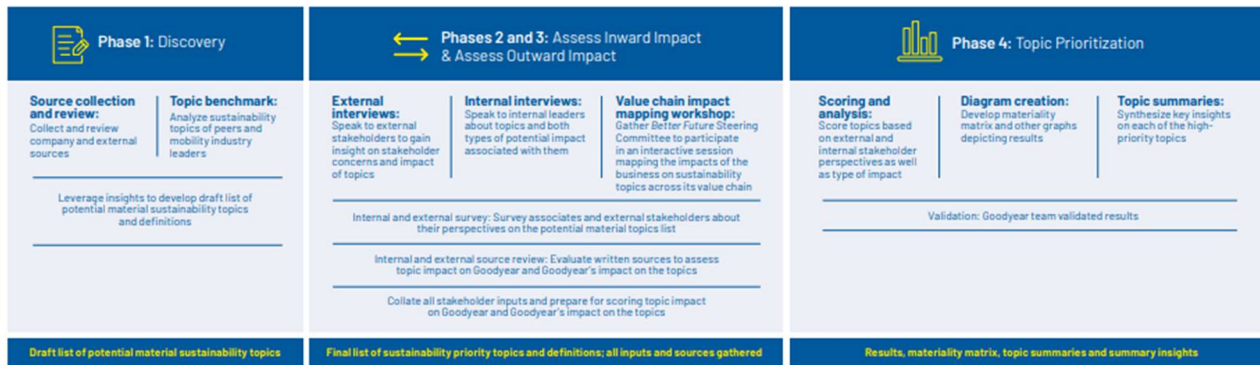 Phase 1: Discovery
Source collection
and review:
Collect and review
company and external
sources
Topic benchmark:
Analyze sustainability
topics of peers and
mobility industry
leaders
Leverage insights to develop draft list of
potential material sustainability topics
and definitions
Draft list of potential material sustainability topics
Phases 2 and 3: Assess Inward Impact
& Assess Outward Impact
External
interviews:
Speak to external
stakeholders to gain
insight on stakeholder
concerns and impact
of topics
Internal interviews:
Speak to internal leaders
about topics and both
types of potential impact
associated with them
Value chain impact
mapping workshop:
Gather Better Future Steering
Committee to participate
in an interactive session
mapping the impacts of the
business on sustainability
topics across its value chain
Internal and external survey: Survey associates and external stakeholders about
their perspectives on the potential material topics list
Internal and external source review: Evaluate written sources to assess
topic impact on Goodyear and Goodyear's impact on the topics
Collate all stakeholder inputs and prepare for scoring topic impact
on Goodyear and Goodyear's impact on the topics
Final list of sustainability priority topics and definitions; all inputs and sources gathered
Phase 4: Topic Prioritization
Scoring and
analysis:
Score topics based
on external and
internal stakeholder
perspectives as well
as type of impact
Diagram creation:
Develop materiality
matrix and other graphs
depicting results
Topic summaries:
Synthesize key insights
on each of the high-
priority topics
Validation: Goodyear team validated results
Results, materiality matrix, topic summaries and summary insights